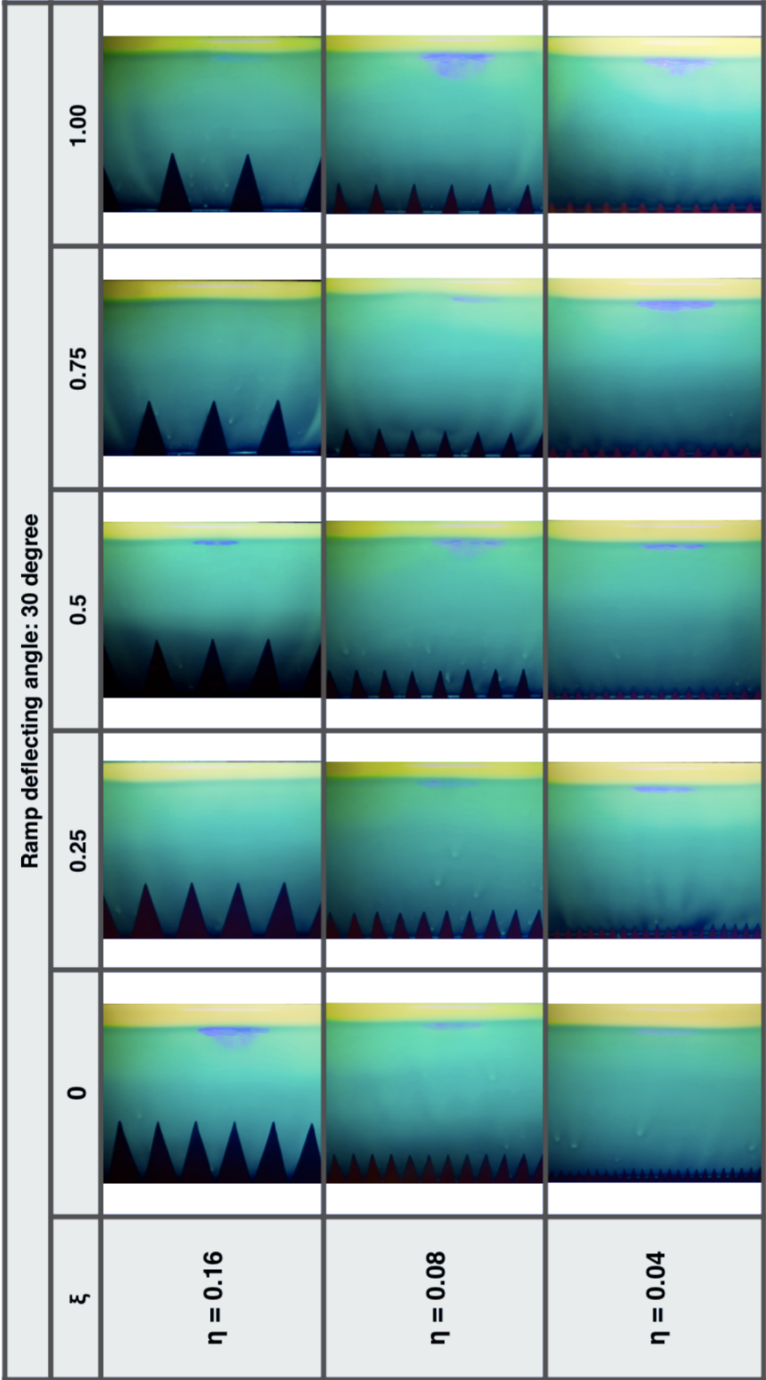 Ramp deflecting angle: 30 degree
ξ 0 0.25 0.5 0.75 1.00
η = 0.16
η = 0.08
η = 0.04